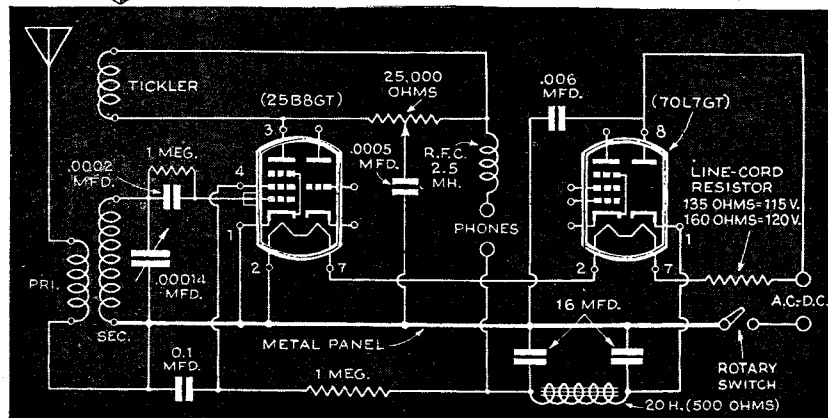 TICKLER
(25B8GT)
25,000
OHMS
.006
MFD.
(70L7GT)
3
8
1 MEG.
.0002
MFD.
4
.0005
MFD.
R.F.C.
2.5
MH.
LINE-CORD
RESISTOR
135 OHMS=115 V.
160 OHMS=120 V.
1
PHONES
1
2
7
2
7
.00014
MFD.
PRI.
SEC.
16 MFD.
A.C.-D.C.
METAL PANEL
0.1
MFD.
1 MEG.
ROTARY
SWITCH
20 H. (500 OHMS)